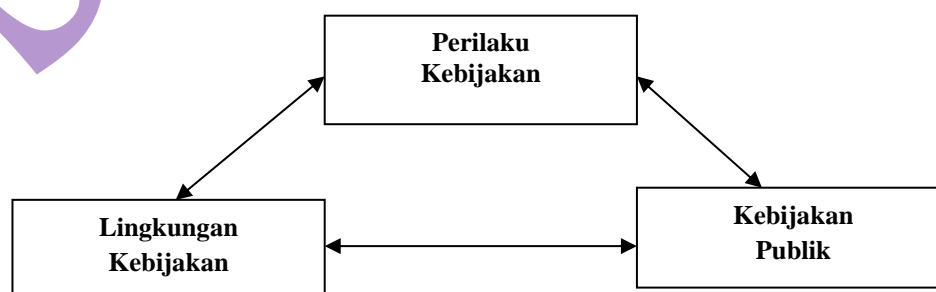 Perilaku
Kebijakan
Lingkungan
Kebijakan
Kebijakan
Publik